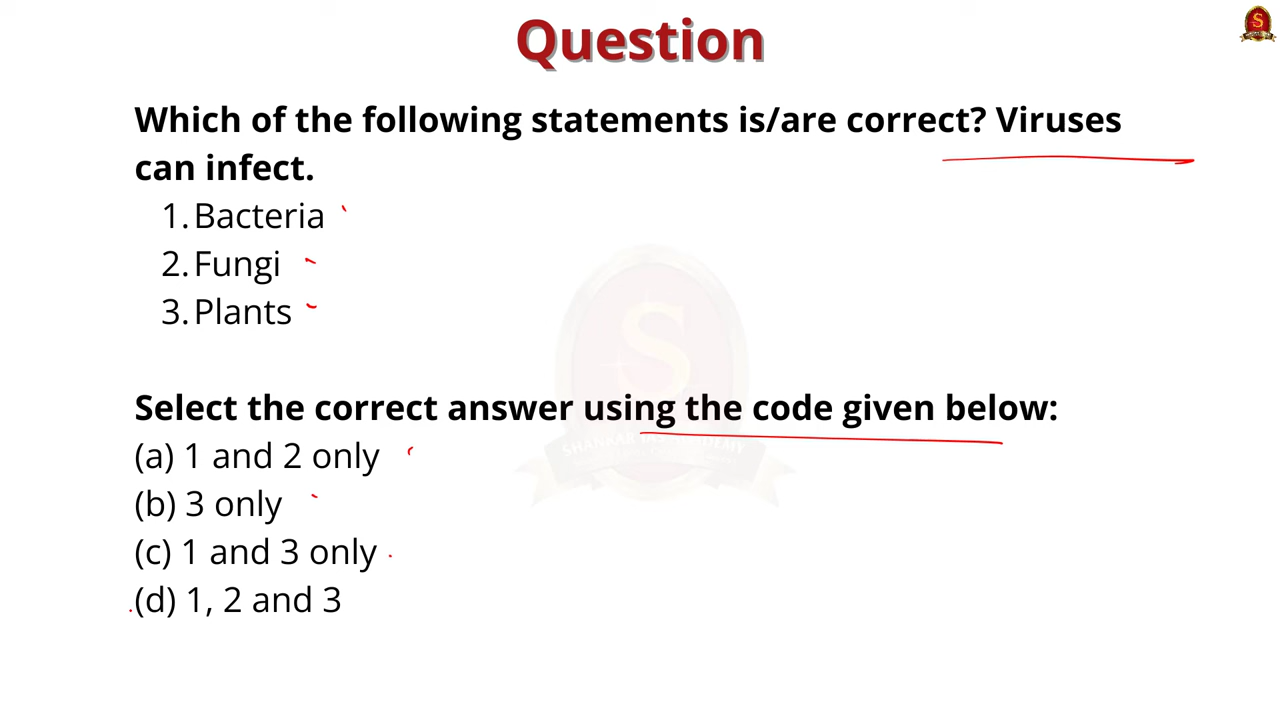 Question
Which of the following statements is/are correct? Viruses
can infect.
1. Bacteria
2. Fungi
3. Plants
Select the correct answer using the code given below:
(a) 1 and 2 only
(b) 3 only
(c) 1 and 3 only
(d) 1, 2 and 3